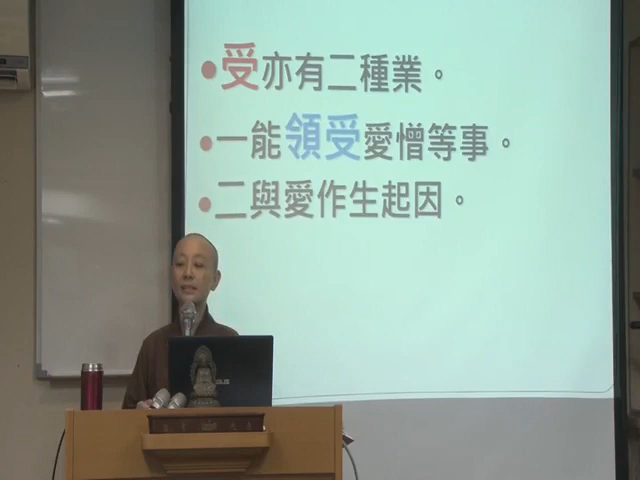 受亦有二種業。
一能領受愛憎等事。
二與愛作生起因。